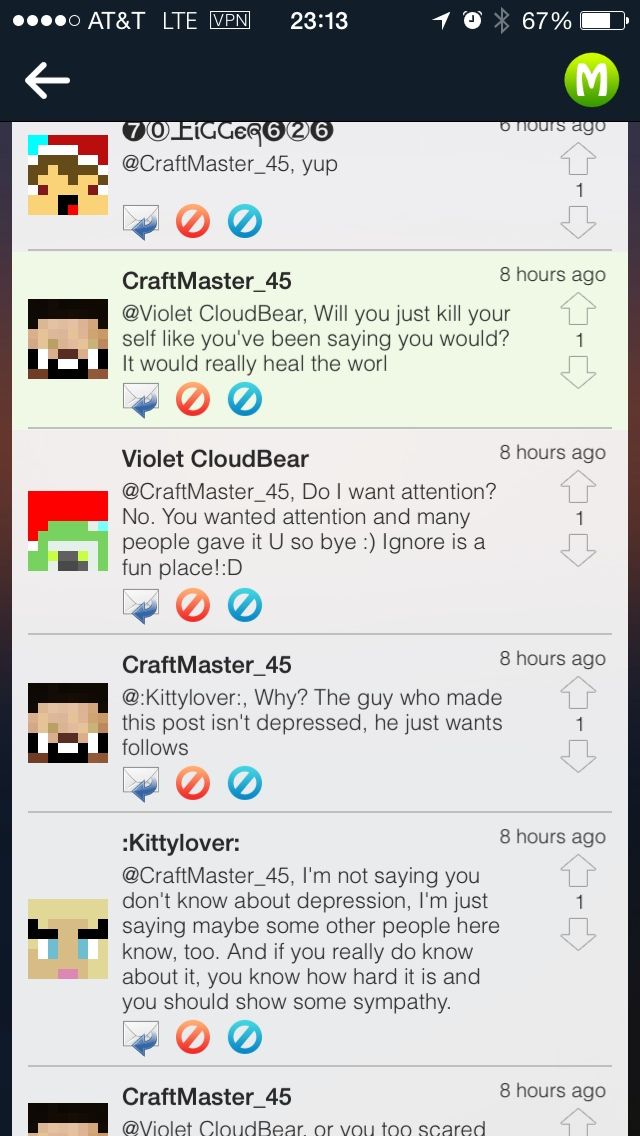 AT&T LTE VPN 23:13 67%
M
6 hours ago
@CraftMaster_45, yup
1
CraftMaster_45 8 hours ago
@Violet CloudBear, Will you just kill your
self like you've been saying you would?
It would really heal the worl
1
Violet CloudBear 8 hours ago
@CraftMaster_45, Do I want attention?
No. You wanted attention and many
people gave it U so bye :) Ignore is a
fun place!:D
1
CraftMaster_45 8 hours ago
@:Kittylover:, Why? The guy who made
this post isn't depressed, he just wants
follows
1
:Kittylover: 8 hours ago
@CraftMaster_45, I'm not saying you
don't know about depression, I'm just
saying maybe some other people here
know, too. And if you really do know
about it, you know how hard it is and
you should show some sympathy.
1
CraftMaster_45 8 hours ago
@Violet CloudBear, or you too scared